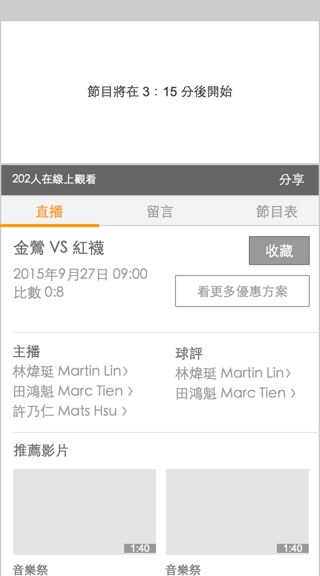 節目將在 3：15 分後開始
202人在線上觀看
分享
直播
留言
節目表
金鶯 VS 紅襪
收藏
2015年9月27日 09:00
比數 0:8
看更多優惠方案
主播
林煒珽 Martin Lin›
田鴻魁 Marc Tien ›
許乃仁 Mats Hsu ›
球評
林煒珽 Martin Lin›
田鴻魁 Marc Tien ›
推薦影片
1:40
1:40
音樂祭
音樂祭